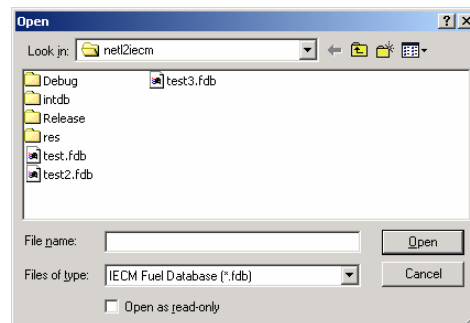 Open
Look in: netl2iecm
Debug
intdb
Release
res
test.fdb
test2.fdb
test3.fdb
File name:
Open
Files of type: IECM Fuel Database (*.fdb)
Cancel
Open as read-only